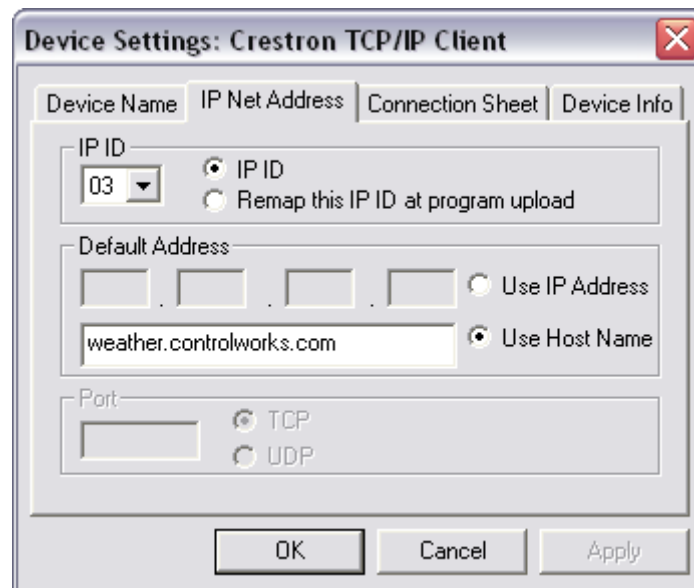 Device Settings: Crestron TCP/IP Client
Device Name IP Net Address Connection Sheet Device Info
IP ID
03 IP ID
Remap this IP ID at program upload
Default Address
. . . Use IP Address
weather.controlworks.com Use Host Name
Port
TCP
UDP
OK Cancel Apply